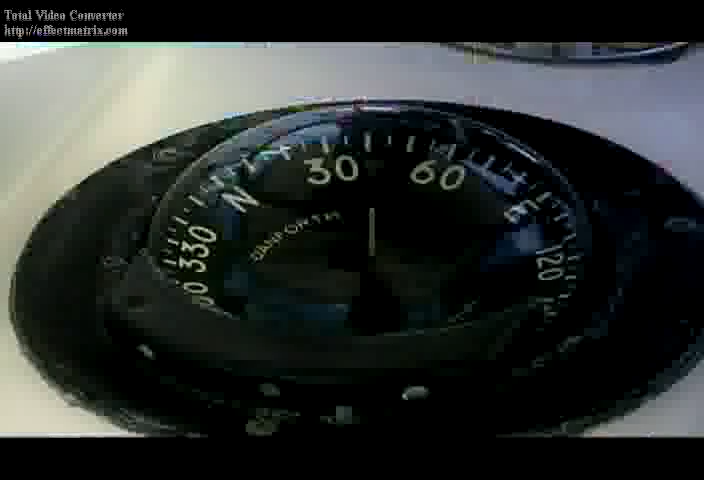 Total Video Converter
http://effectmatrix.com
30 60
N E
330 120
DANFORTH